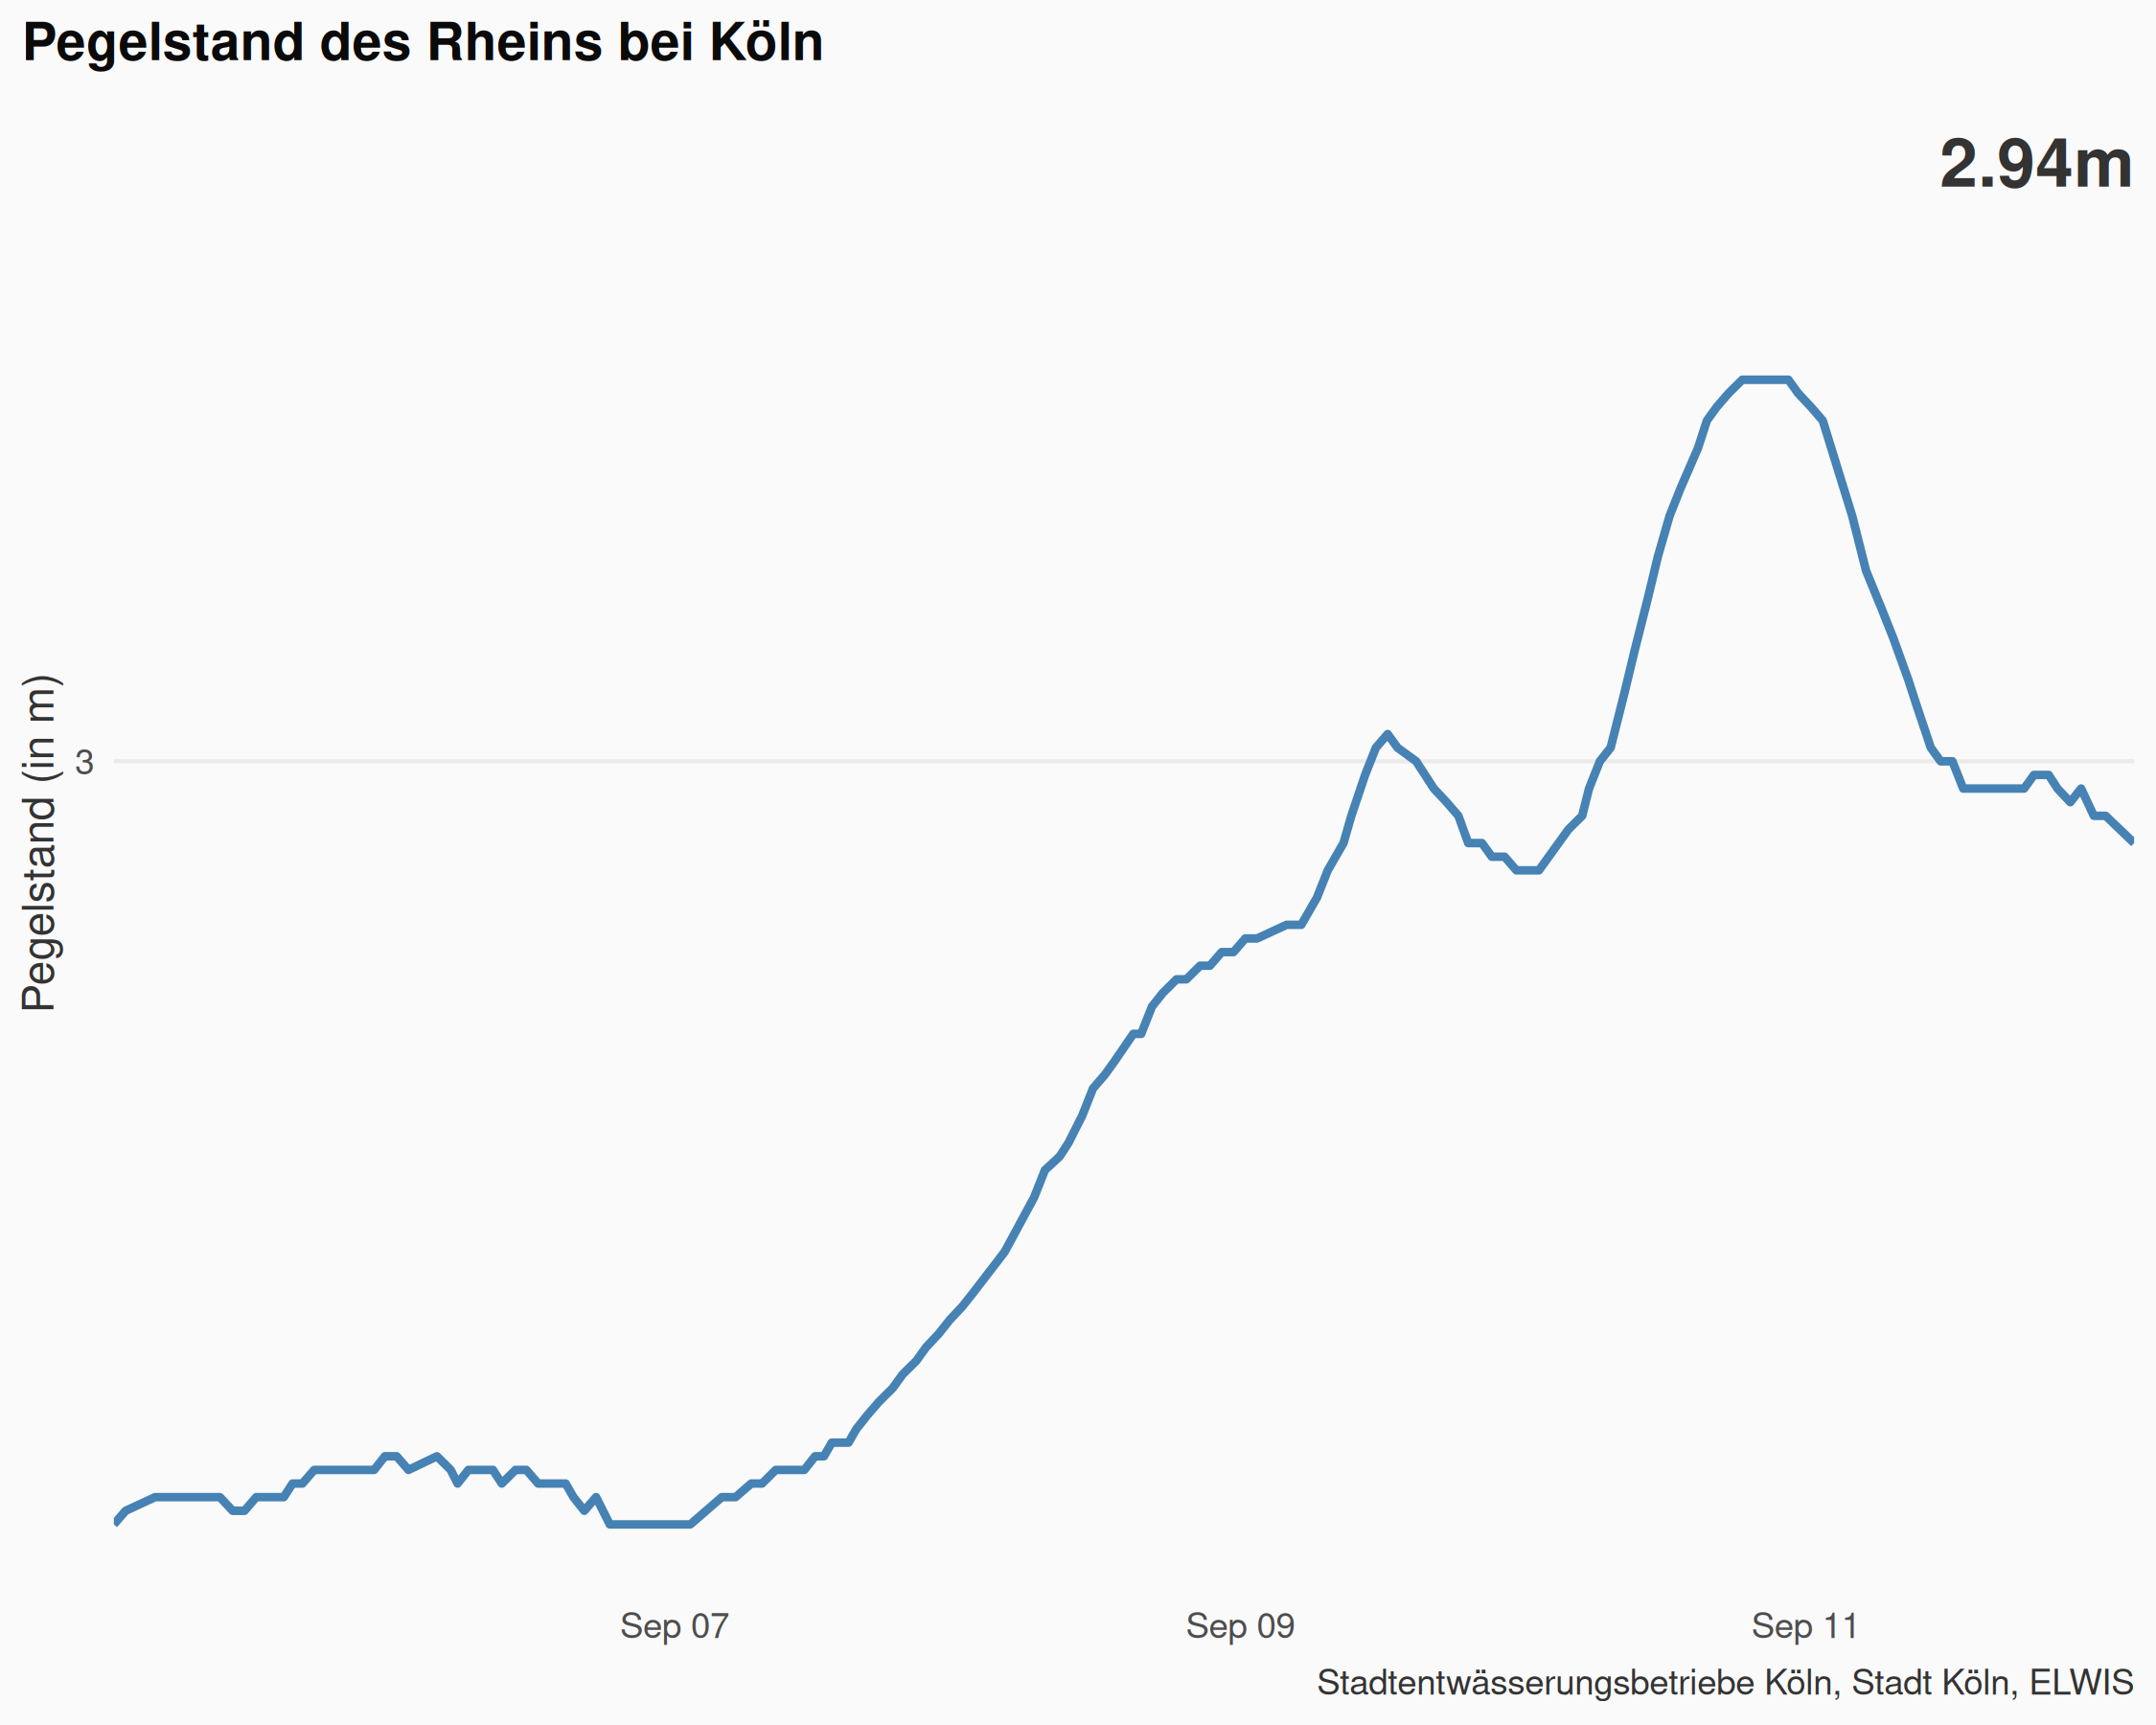 Pegelstand des Rheins bei Köln
2.94m
Pegelstand (in m)
3
Sep 07
Sep 09
Sep 11
Stadtentwässerungsbetriebe Köln, Stadt Köln, ELWIS